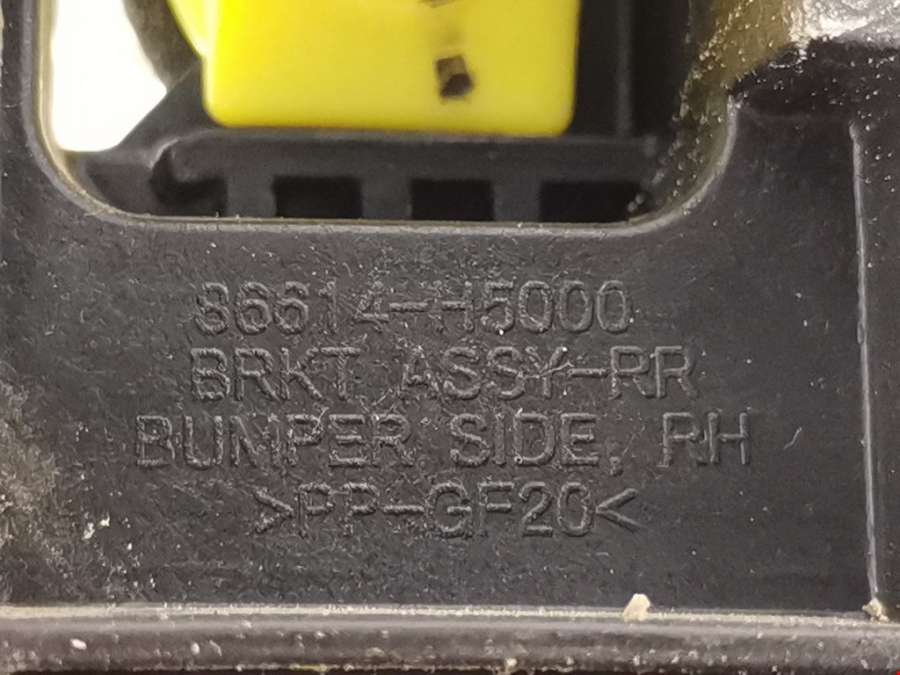 86614-H5000
BRKT ASSY-RR
BUMPER SIDE, RH
>PP-GF20<